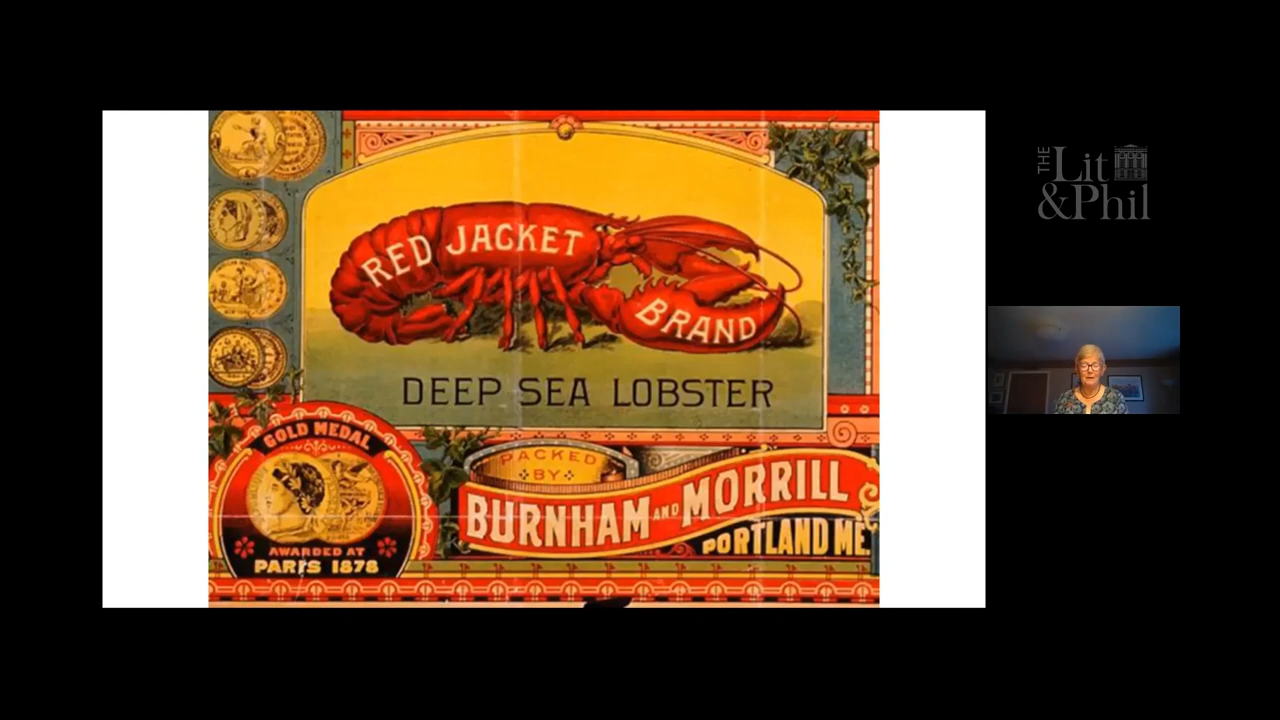 RED JACKET
BRAND
DEEP SEA LOBSTER
GOLD MEDAL
AWARDED AT
PARIS 1878
PACKED
BY
BURNHAM AND MORRILL
PORTLAND ME.
THE
Lit
&Phil